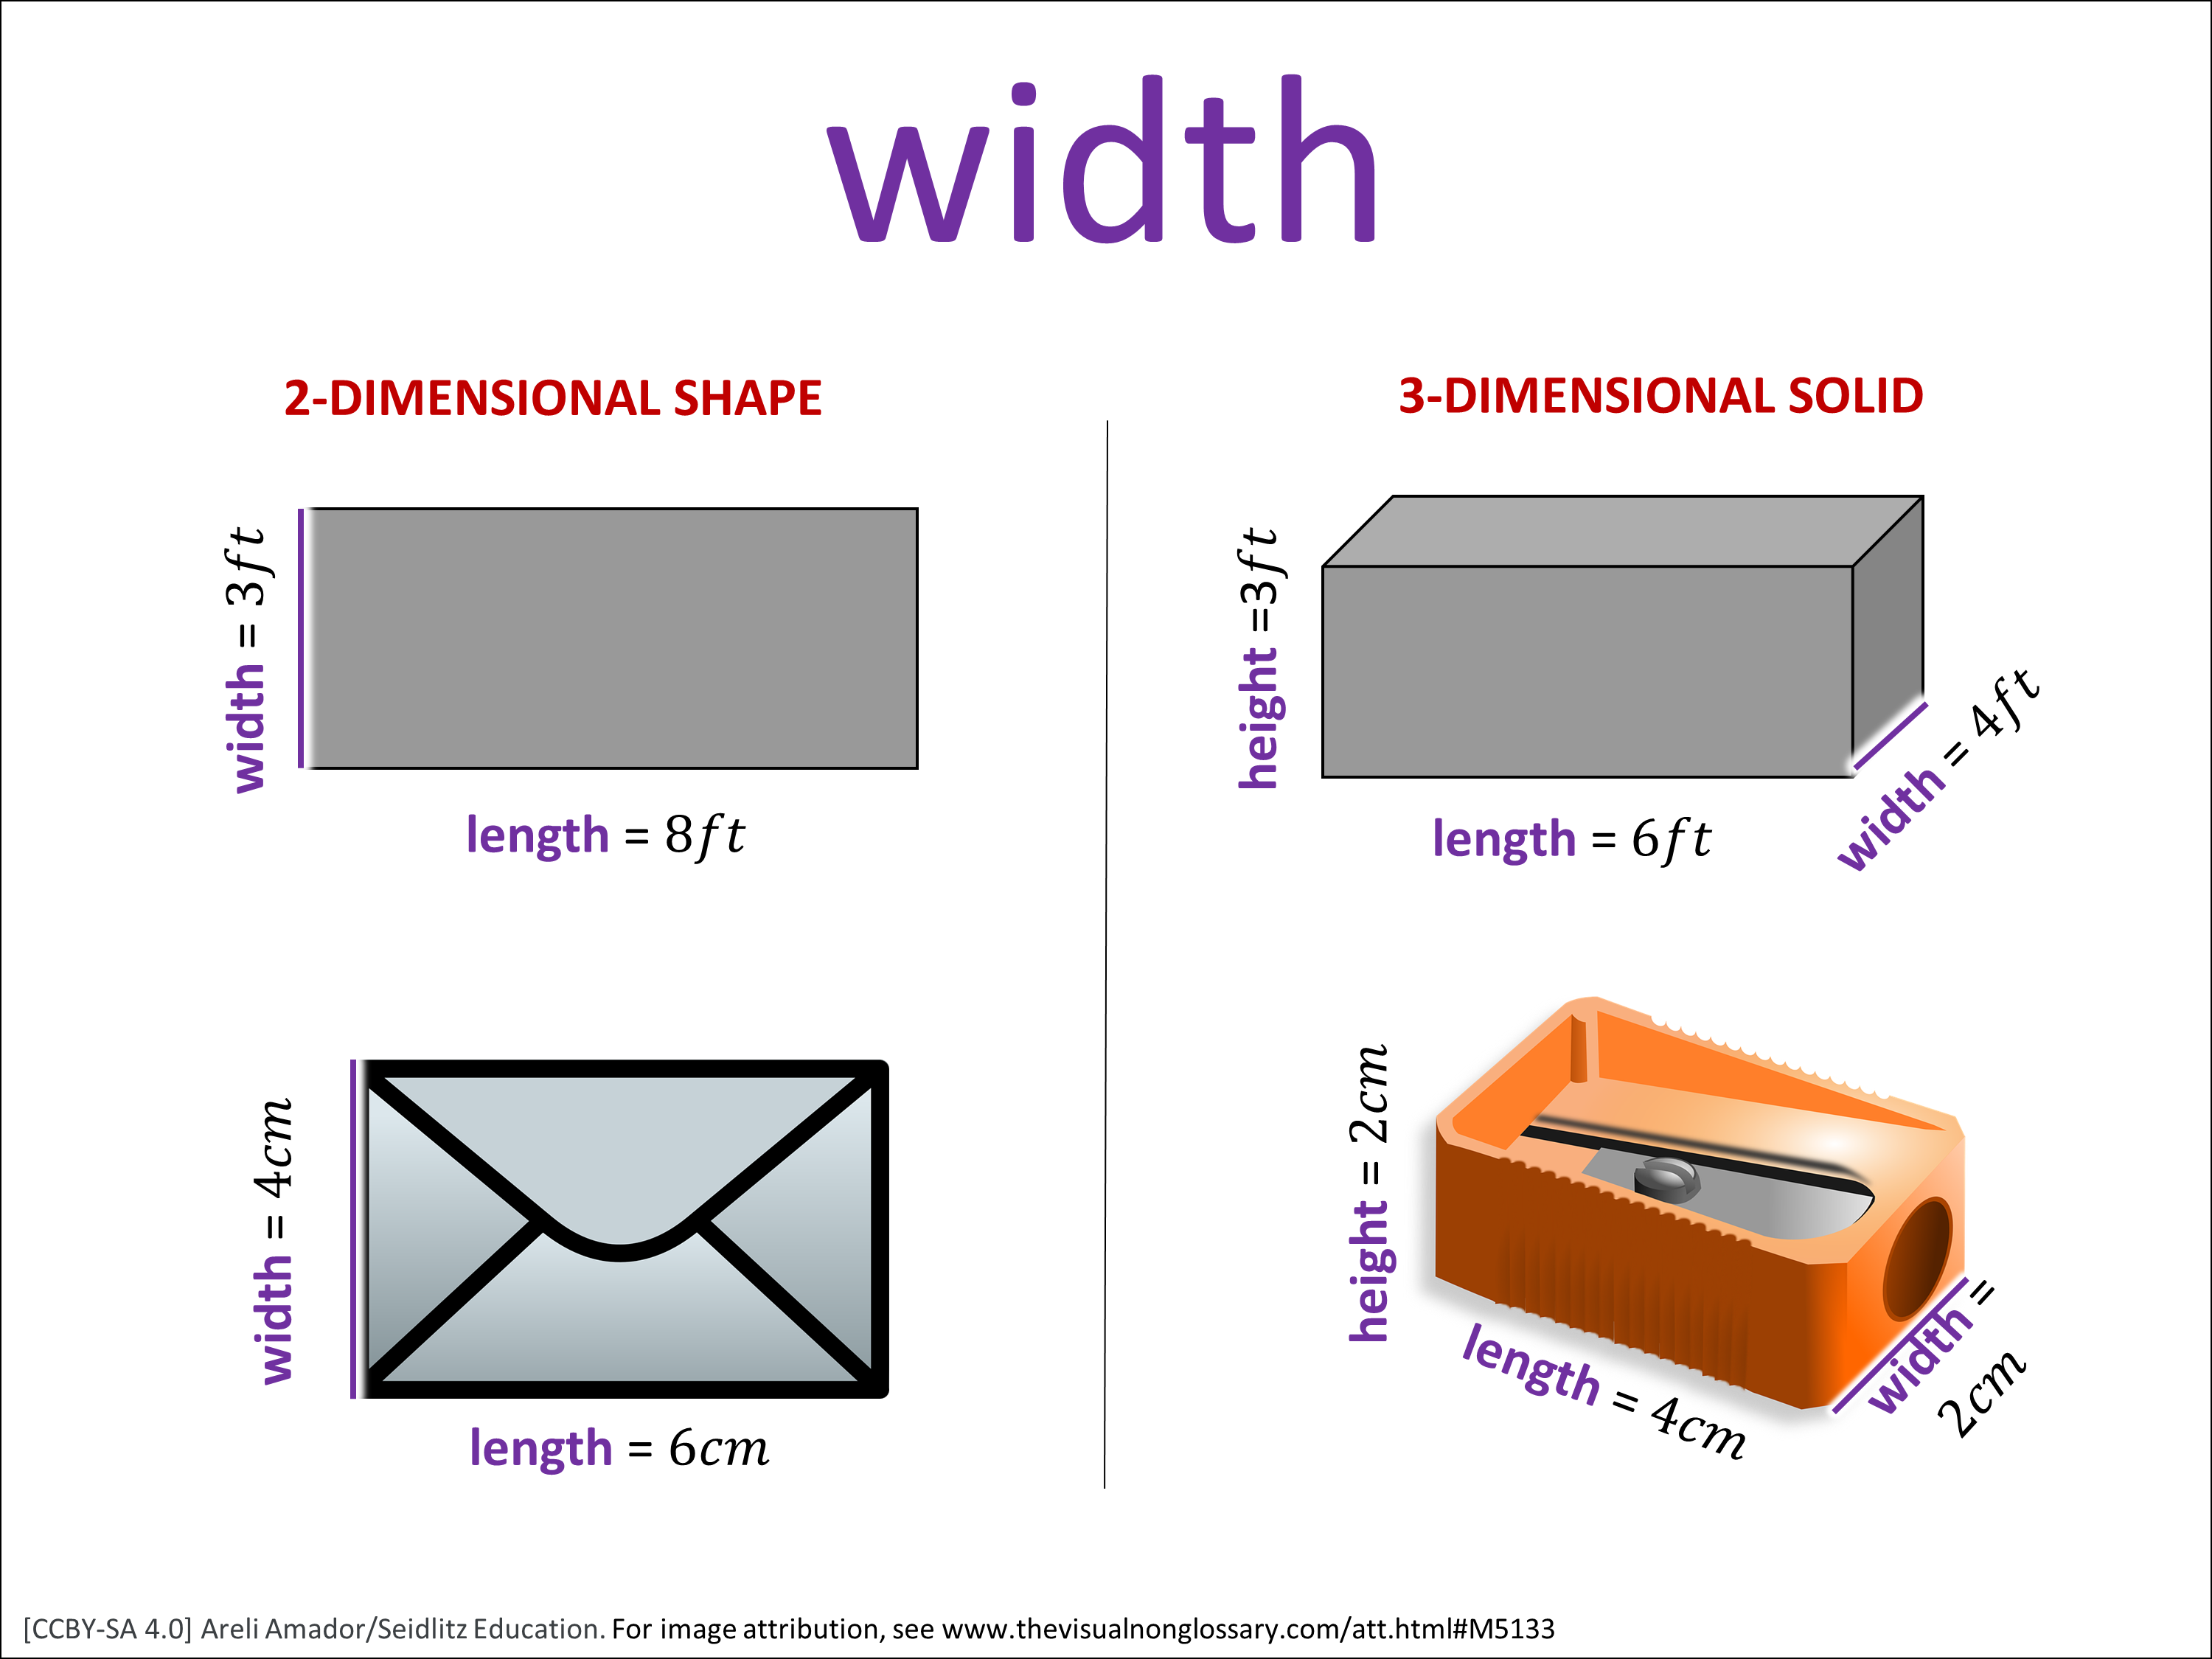 width
2-DIMENSIONAL SHAPE
width = 3ft
length = 8ft
width = 4cm
length = 6cm
3-DIMENSIONAL SOLID
height =3ft
length = 6ft
width = 4ft
height = 2cm
length = 4cm
width =
2cm
[CCBY-SA 4.0] Areli Amador/Seidlitz Education. For image attribution, see www.thevisualnonglossary.com/att.html#M5133